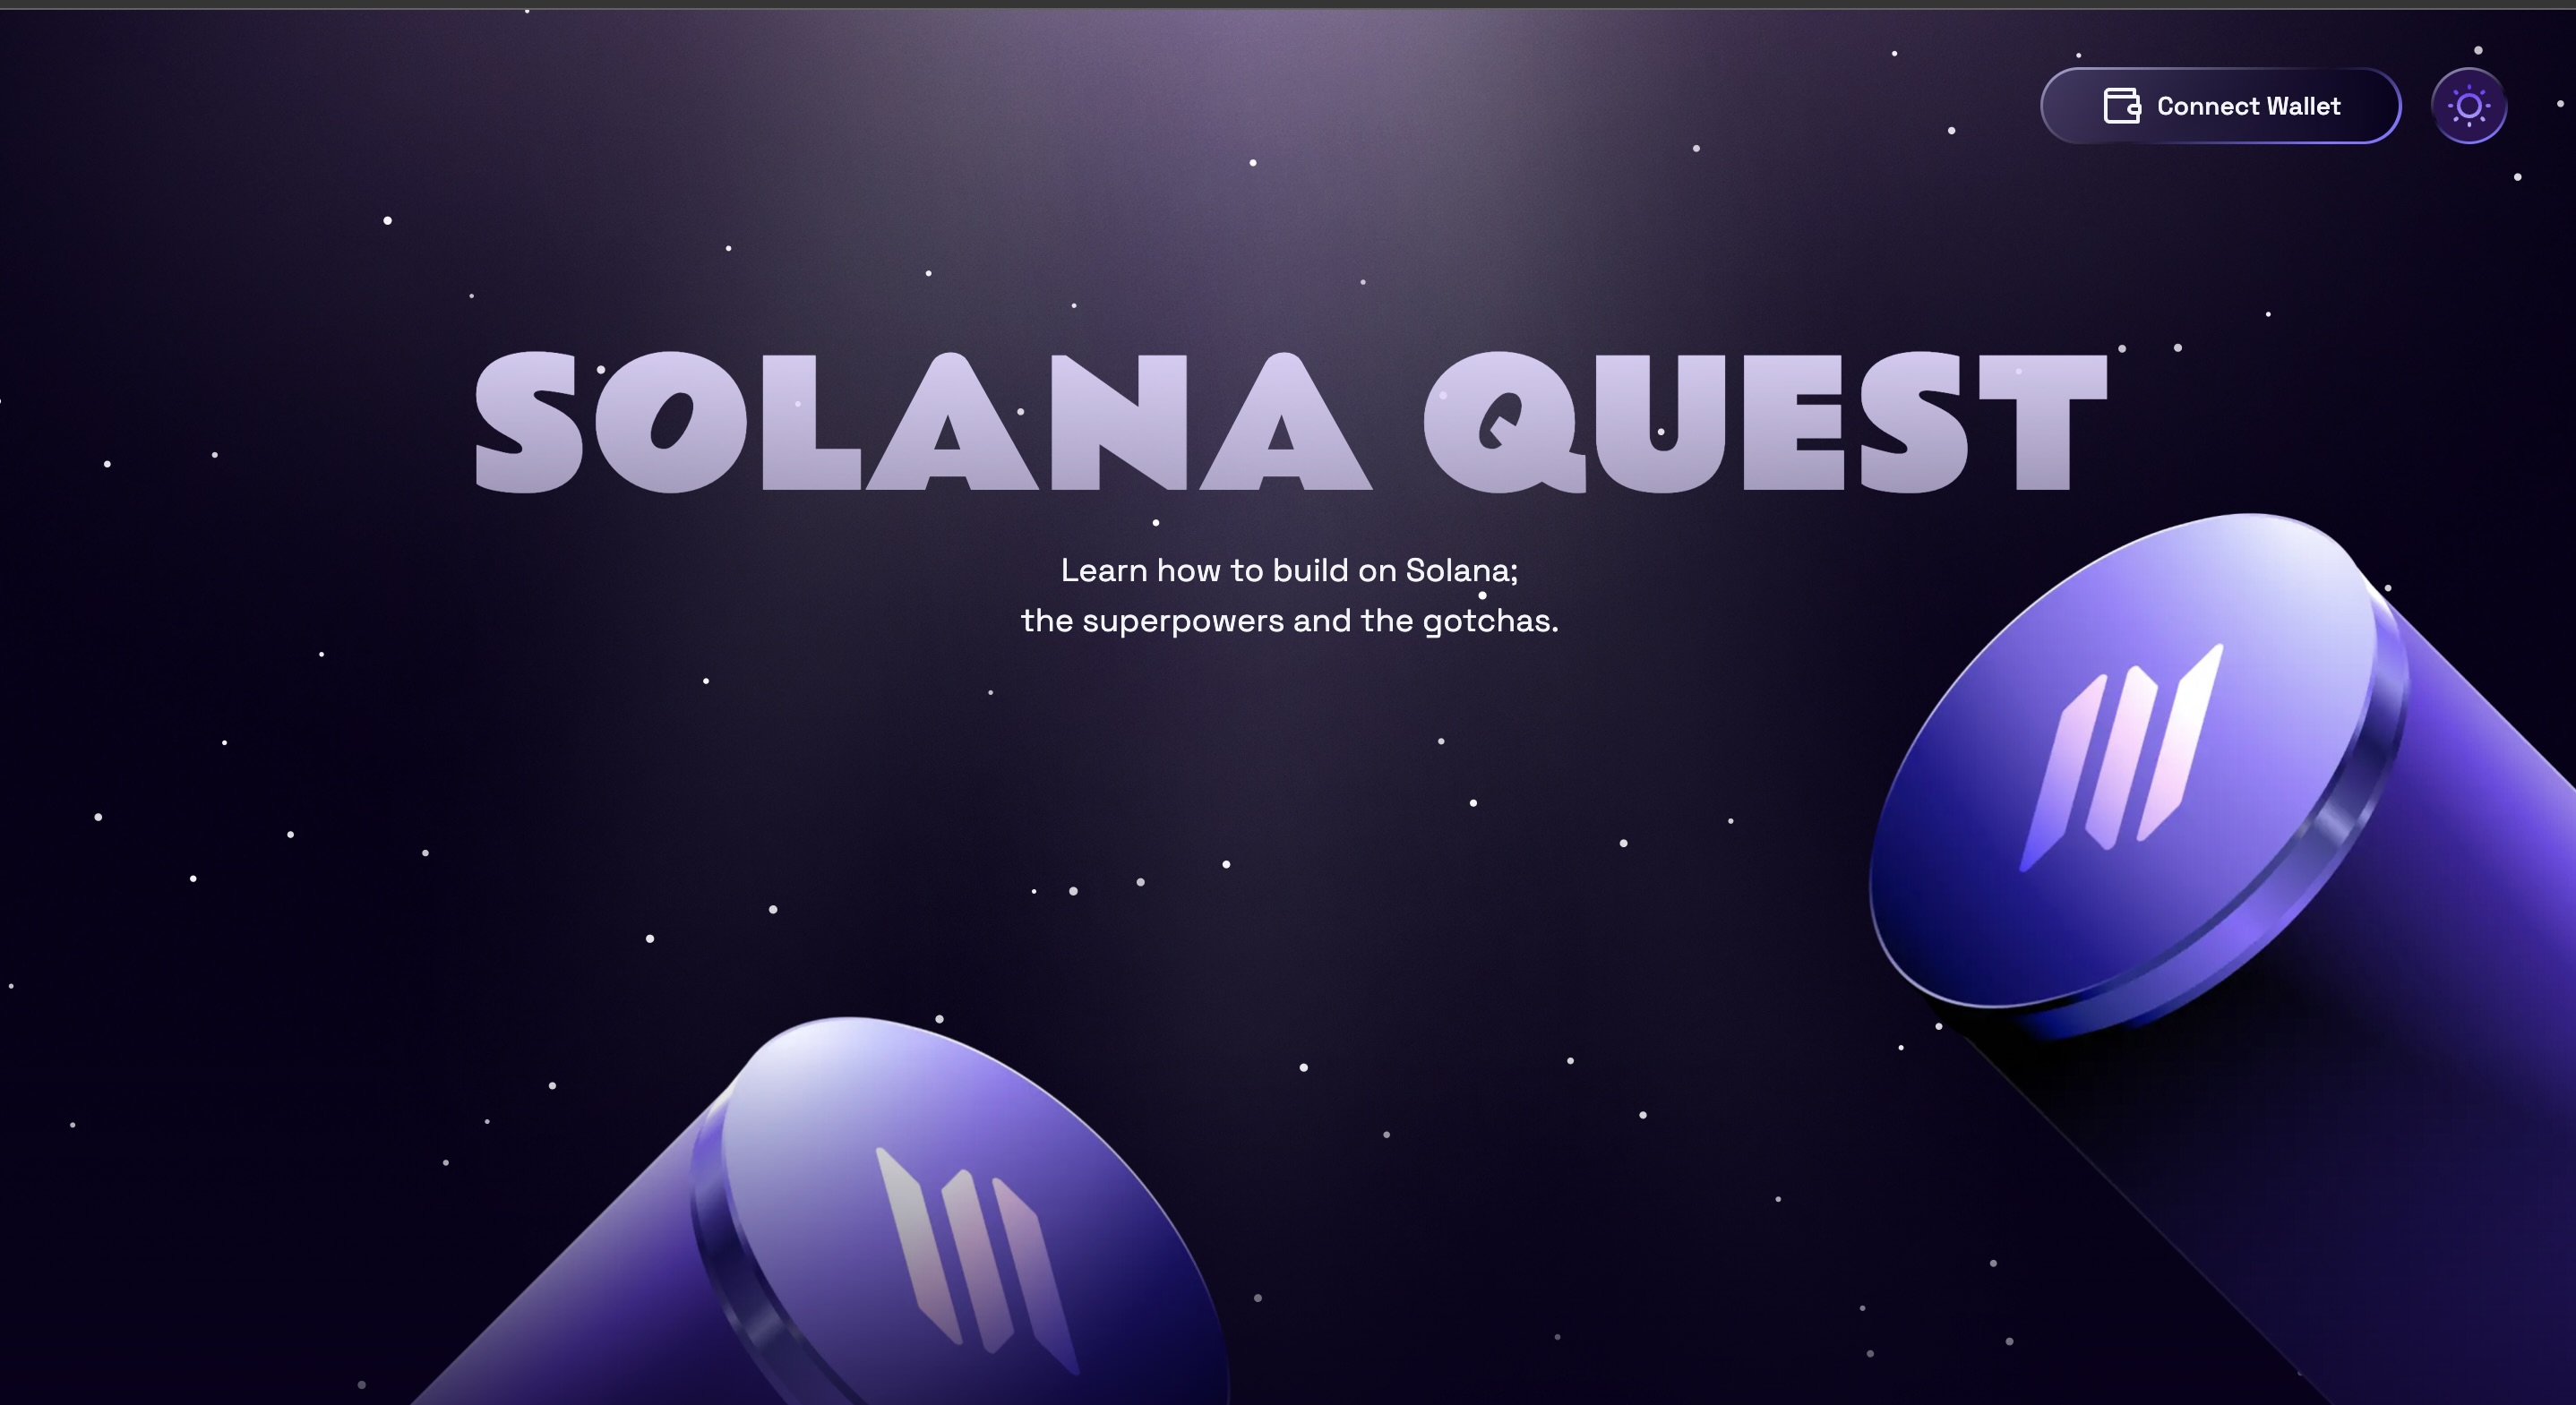 Connect Wallet
SOLANA QUEST
Learn how to build on Solana;
the superpowers and the gotchas.